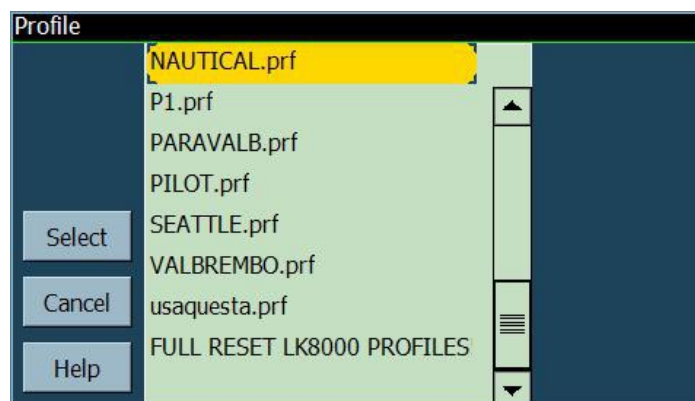 Profile
NAUTICAL.prf
P1.prf
PARAVALB.prf
PILOT.prf
SEATTLE.prf
VALBREMBO.prf
usaquesta.prf
FULL RESET LK8000 PROFILES
Select
Cancel
Help